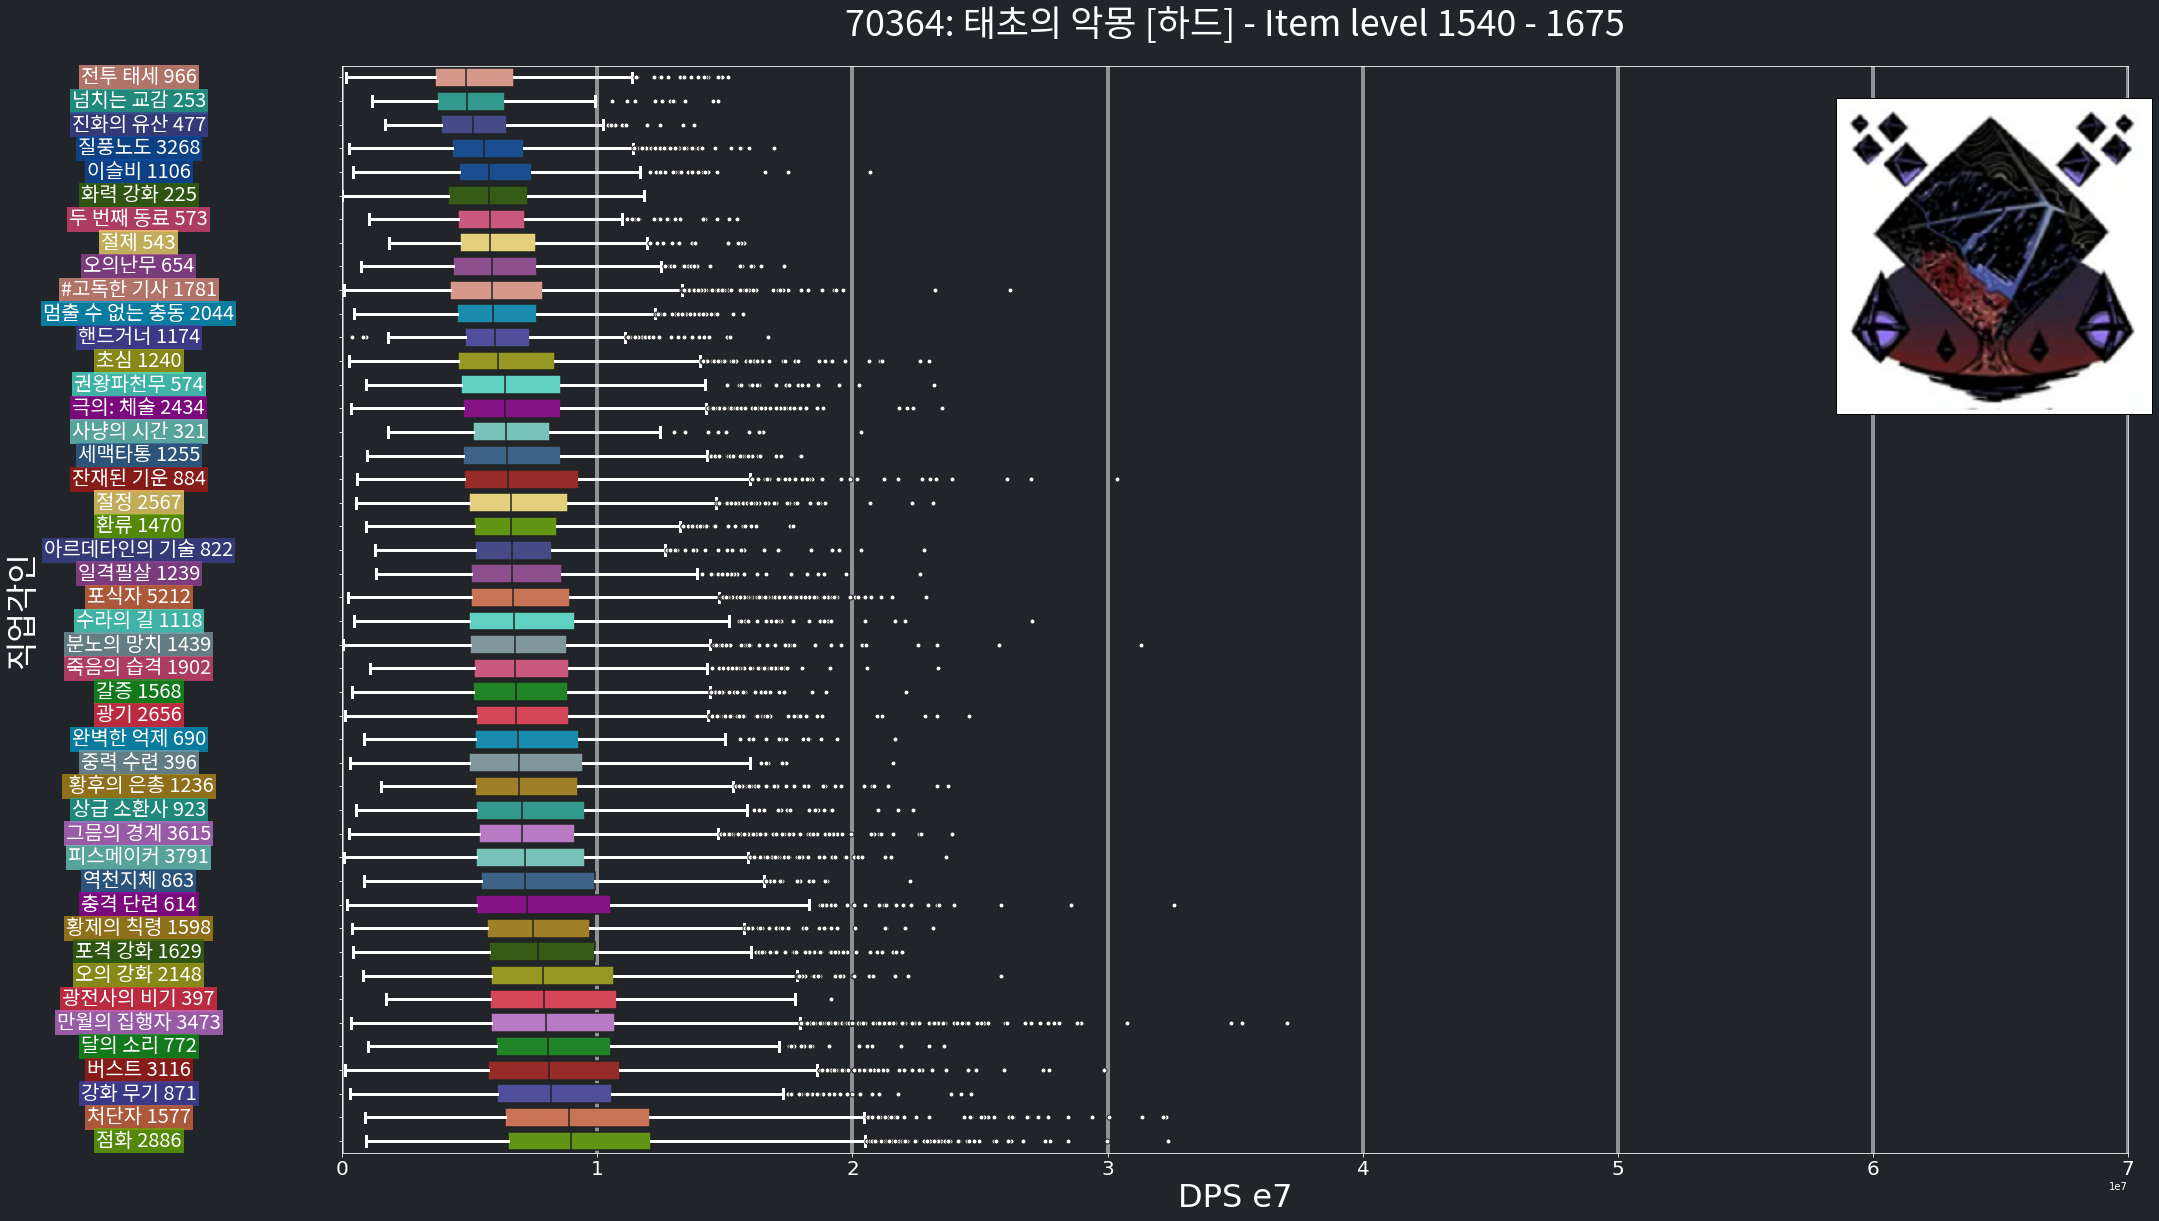 70364: 태초의 악몽 [하드] - Item level 1540 - 1675
전투 태세 966
넘치는 교감 253
진화의 유산 477
질풍노도 3268
이슬비 1106
화력 강화 225
두 번째 동료 573
절제 543
오의난무 654
#고독한 기사 1781
멈출 수 없는 충동 2044
핸드거너 1174
초심 1240
권왕파천무 574
극의: 체술 2434
사냥의 시간 321
세맥타통 1255
잔재된 기운 884
절정 2567
환류 1470
아르데타인의 기술 822
일격필살 1239
포식자 5212
수라의 길 1118
분노의 망치 1439
죽음의 습격 1902
갈증 1568
광기 2656
완벽한 억제 690
중력 수련 396
황후의 은총 1236
상급 소환사 923
그믐의 경계 3615
피스메이커 3791
역천지체 863
충격 단련 614
황제의 칙령 1598
포격 강화 1629
오의 강화 2148
광전사의 비기 397
만월의 집행자 3473
달의 소리 772
버스트 3116
강화 무기 871
처단자 1577
점화 2886
직업각인
0 1 2 3 4 5 6 7
1e7
DPS e7